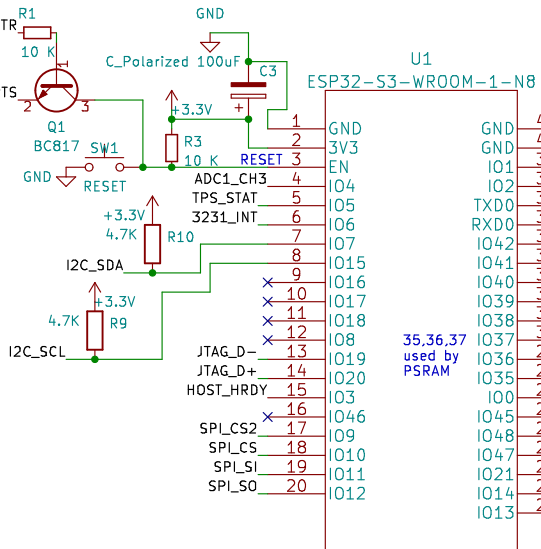 R1
TR
10 K
1
TS
2
3
Q1
BC817
GND
C_Polarized 100uF
C3
+
+3.3V
R3
10 K
SW1
GND
RESET
RESET
U1
ESP32-S3-WROOM-1-N8
1 GND
2 3V3
3 EN
ADC1_CH3 4 IO4
TPS_STAT 5 IO5
3231_INT 6 IO6
7 IO7
8 IO15
9 IO16
10 IO17
11 IO18
12 IO8
JTAG_D- 13 IO19
JTAG_D+ 14 IO20
HOST_HRDY 15 IO3
16 IO46
SPI_CS2 17 IO9
SPI_CS 18 IO10
SPI_SI 19 IO11
SPI_SO 20 IO12
+3.3V
4.7K
R10
I2C_SDA
+3.3V
4.7K
R9
I2C_SCL
35,36,37
used by
PSRAM
GND
GND
IO1
IO2
TXD0
RXD0
IO42
IO41
IO40
IO39
IO38
IO37
IO36
IO35
IO0
IO45
IO48
IO47
IO21
IO14
IO13